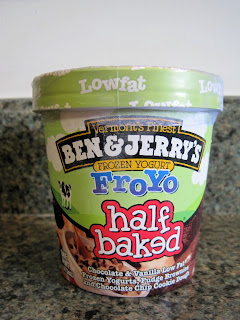 Lowfat
Lowfat
Vermont's Finest
BEN & JERRY'S
FROZEN YOGURT
FroYo
half
baked
Chocolate & Vanilla Low Fat
Frozen Yogurts, Fudge Brownies
and Chocolate Chip Cookie Dough